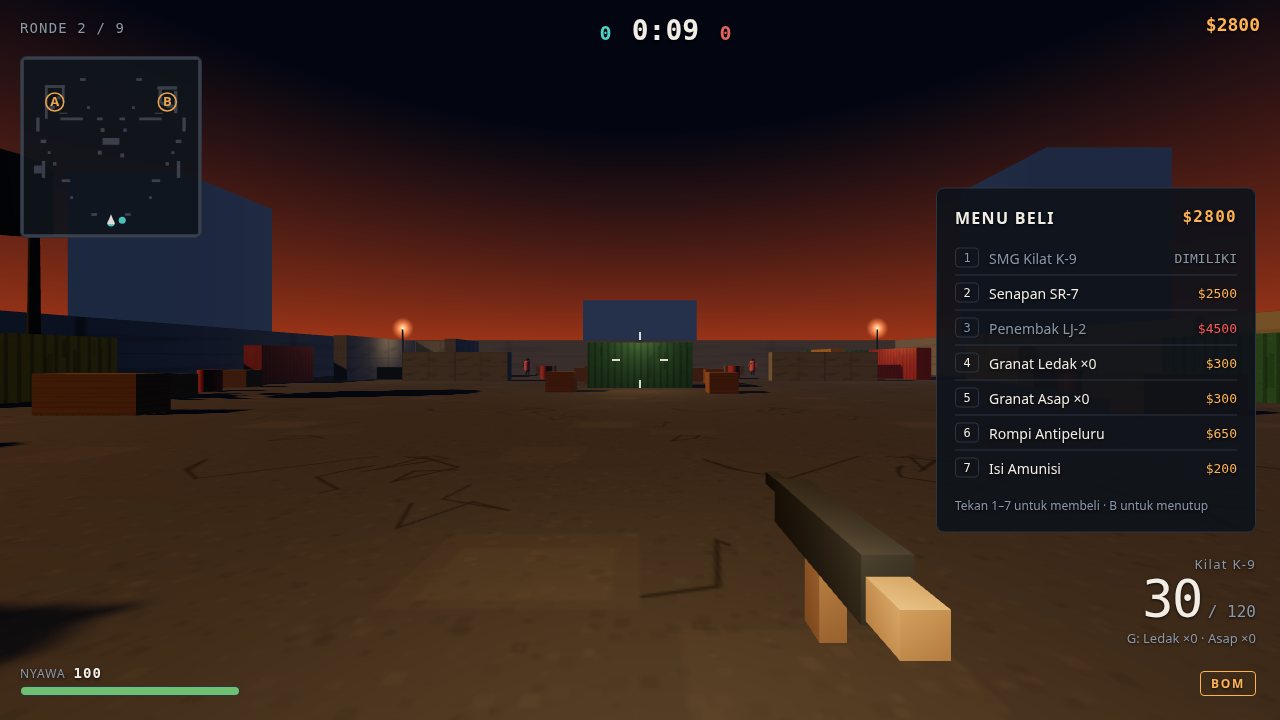 RONDE 2 / 9
0 0:09 0
$2800
A B
MENU BELI $2800
1 SMG Kilat K-9 DIMILIKI
2 Senapan SR-7 $2500
3 Penembak LJ-2 $4500
4 Granat Ledak ×0 $300
5 Granat Asap ×0 $300
6 Rompi Antipeluru $650
7 Isi Amunisi $200
Tekan 1–7 untuk membeli · B untuk menutup
Kilat K-9
30 / 120
G: Ledak ×0 · Asap ×0
NYAWA 100
BOM